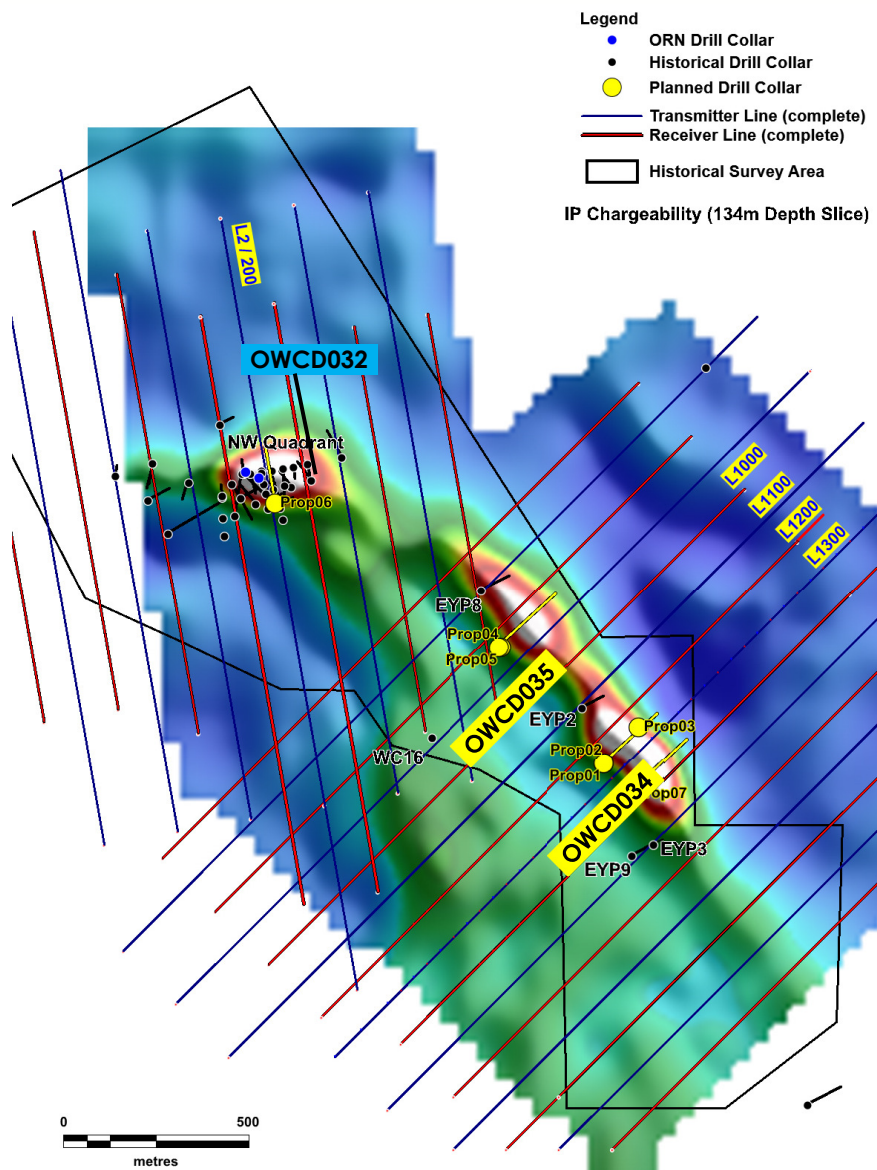 Legend
ORN Drill Collar
Historical Drill Collar
Planned Drill Collar
Transmitter Line (complete)
Receiver Line (complete)
Historical Survey Area
IP Chargeability (134m Depth Slice)
L2 / 200
OWCD032
NW Quadrant
Prop06
L1000
L1100
L1200
L1300
EYP8
Prop04
Prop05
OWCD035
EYP2
Prop03
WC16
Prop02
Prop01
rop07
OWCD034
EYP3
EYP9
0
500
metres